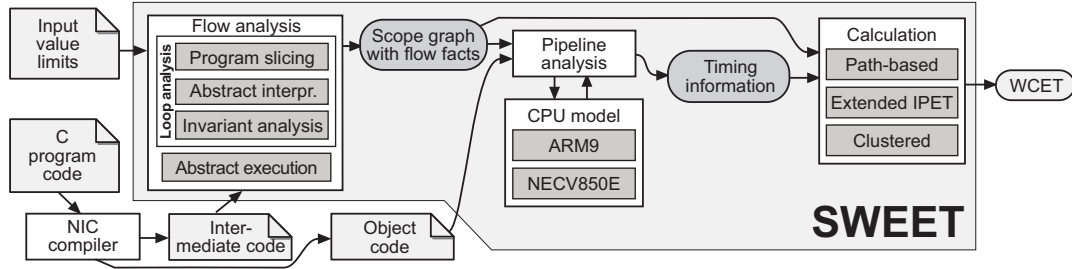 Input
value
limits
Flow analysis
Loop analysis
Program slicing
Abstract interpr.
Invariant analysis
Abstract execution
Scope graph
with flow facts
Pipeline
analysis
CPU model
ARM9
NECV850E
Timing
information
Calculation
Path-based
Extended IPET
Clustered
WCET
C
program
code
NIC
compiler
Inter-
mediate code
Object
code
SWEET